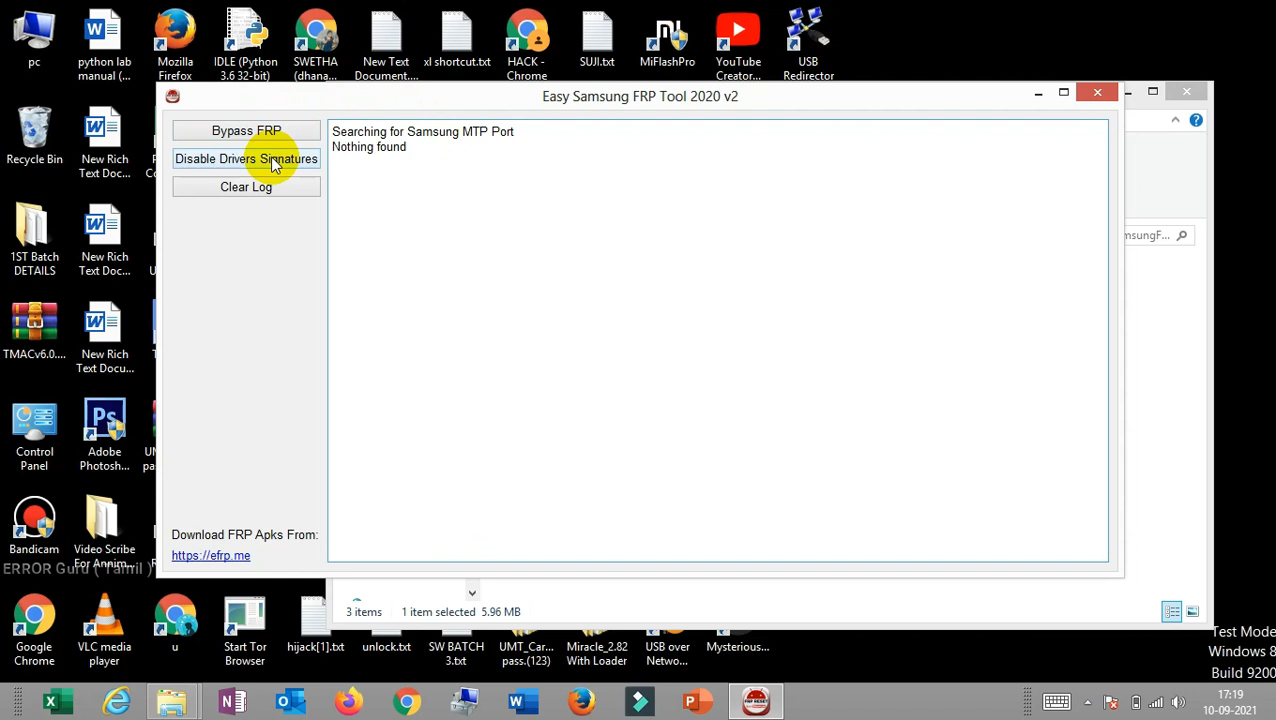 pc
python lab manual (...
Mozilla Firefox
IDLE (Python 3.6 32-bit)
SWETHA (dhana...
New Text Document....
xl shortcut.txt
HACK - Chrome
SUJI.txt
MiFlashPro
YouTube Creator...
USB Redirector
Easy Samsung FRP Tool 2020 v2
Bypass FRP
Disable Drivers Signatures
Clear Log
Searching for Samsung MTP Port
Nothing found
Recycle Bin
New Rich Text Doc...
1ST Batch DETAILS
New Rich Text Doc...
msungF...
TMACv6.0....
New Rich Text Docu...
Control Panel
Adobe Photosh...
Bandicam
Video Scribe For Annim...
Download FRP Apks From:
https://efrp.me
ERROR Guru ( Tamil )
3 items
1 item selected 5.96 MB
Google Chrome
VLC media player
u
Start Tor Browser
hijack[1].txt
unlock.txt
SW BATCH 3.txt
UMT_Car... pass.(123)
Miracle_2.82 With Loader
USB over Netwo...
Mysterious...
Test Mode
Windows 8
Build 9200
17:19
10-09-2021